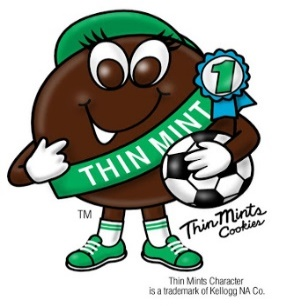 1
THIN MINT
TM
Thin Mints
Cookies
Thin Mints Character
is a trademark of Kellogg NA Co.